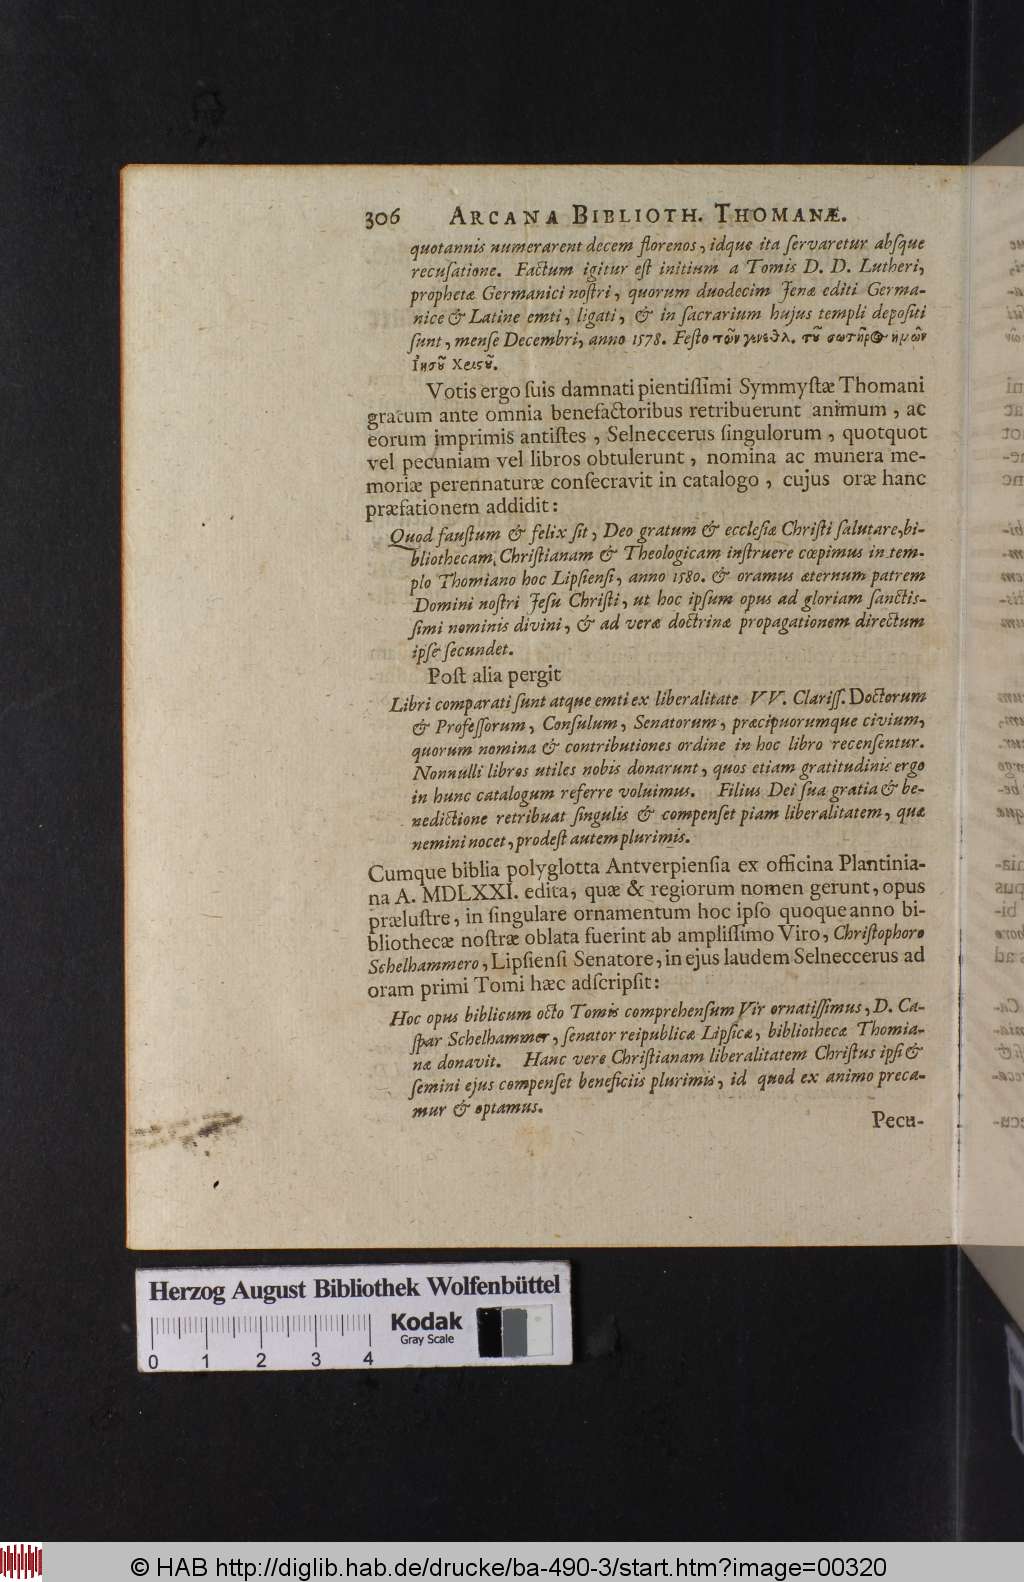 306 ARCANA BIBLIOTH. THOMANÆ.
quotannis numerarent decem florenos, idque ita ſervaretur abſque
recuſatione. Factum igitur eſt initium a Tomis D. D. Lutheri,
prophetæ Germanici noſtri, quorum duodecim Jenæ editi Germa-
nice & Latine emti, ligati, & in ſacrarium hujus templi depoſiti
ſunt, menſe Decembri, anno 1578. Feſto τῶν γενεθλ. τῦ σωτῆρ@ ἡμῶν
Ἰησῦ Χριςῦ.
Votis ergo ſuis damnati pientiſſimi Symmyſtæ Thomani
gratum ante omnia benefactoribus retribuerunt animum, ac
eorum imprimis antiſtes, Selneccerus ſingulorum, quotquot
vel pecuniam vel libros obtulerunt, nomina ac munera me-
moriæ perennaturæ conſecravit in catalogo, cujus oræ hanc
præfationem addidit:
Quod fauſtum & felix ſit, Deo gratum & eccleſiæ Chriſti ſalutare, bi-
bliothecam, Chriſtianam & Theologicam inſtruere cœpimus in tem-
plo Thomiano hoc Lipſienſi, anno 1580. & oramus æternum patrem
Domini noſtri Jeſu Chriſti, ut hoc ipſum opus ad gloriam ſanctis-
ſimi nominis divini, & ad veræ doctrinæ propagationem directum
ipſe ſecundet.
Poſt alia pergit
Libri comparati ſunt atque emti ex liberalitate VV. Clariſſ. Doctorum
& Profeſſorum, Conſulum, Senatorum, præcipuorumque civium,
quorum nomina & contributiones ordine in hoc libro recenſentur.
Nonnulli libros utiles nobis donarunt, quos etiam gratitudinis ergo
in hunc catalogum referre voluimus. Filius Dei ſua gratia & be-
nedictione retribuat ſingulis & compenſet piam liberalitatem, quæ
nemini nocet, prodeſt autem plurimis.
Cumque biblia polyglotta Antverpienſia ex officina Plantinia-
na A. MDLXXI. edita, quæ & regiorum nomen gerunt, opus
præluſtre, in ſingulare ornamentum hoc ipſo quoque anno bi-
bliothecæ noſtræ oblata fuerint ab ampliſſimo Viro, Chriſtophoro
Schelhammero, Lipſienſi Senatore, in ejus laudem Selneccerus ad
oram primi Tomi hæc adſcripſit:
Hoc opus biblicum octo Tomis comprehenſum Vir ornatiſſimus, D. Ca-
ſpar Schelhammer, ſenator reipublicæ Lipſicæ, bibliothecæ Thomia-
næ donavit. Hanc vero Chriſtianam liberalitatem Chriſtus ipſi &
ſemini ejus compenſet beneficiis plurimis, id quod ex animo preca-
mur & optamus.
Pecu-
Herzog August Bibliothek Wolfenbüttel
Kodak
Gray Scale
0 1 2 3 4
© HAB http://diglib.hab.de/drucke/ba-490-3/start.htm?image=00320